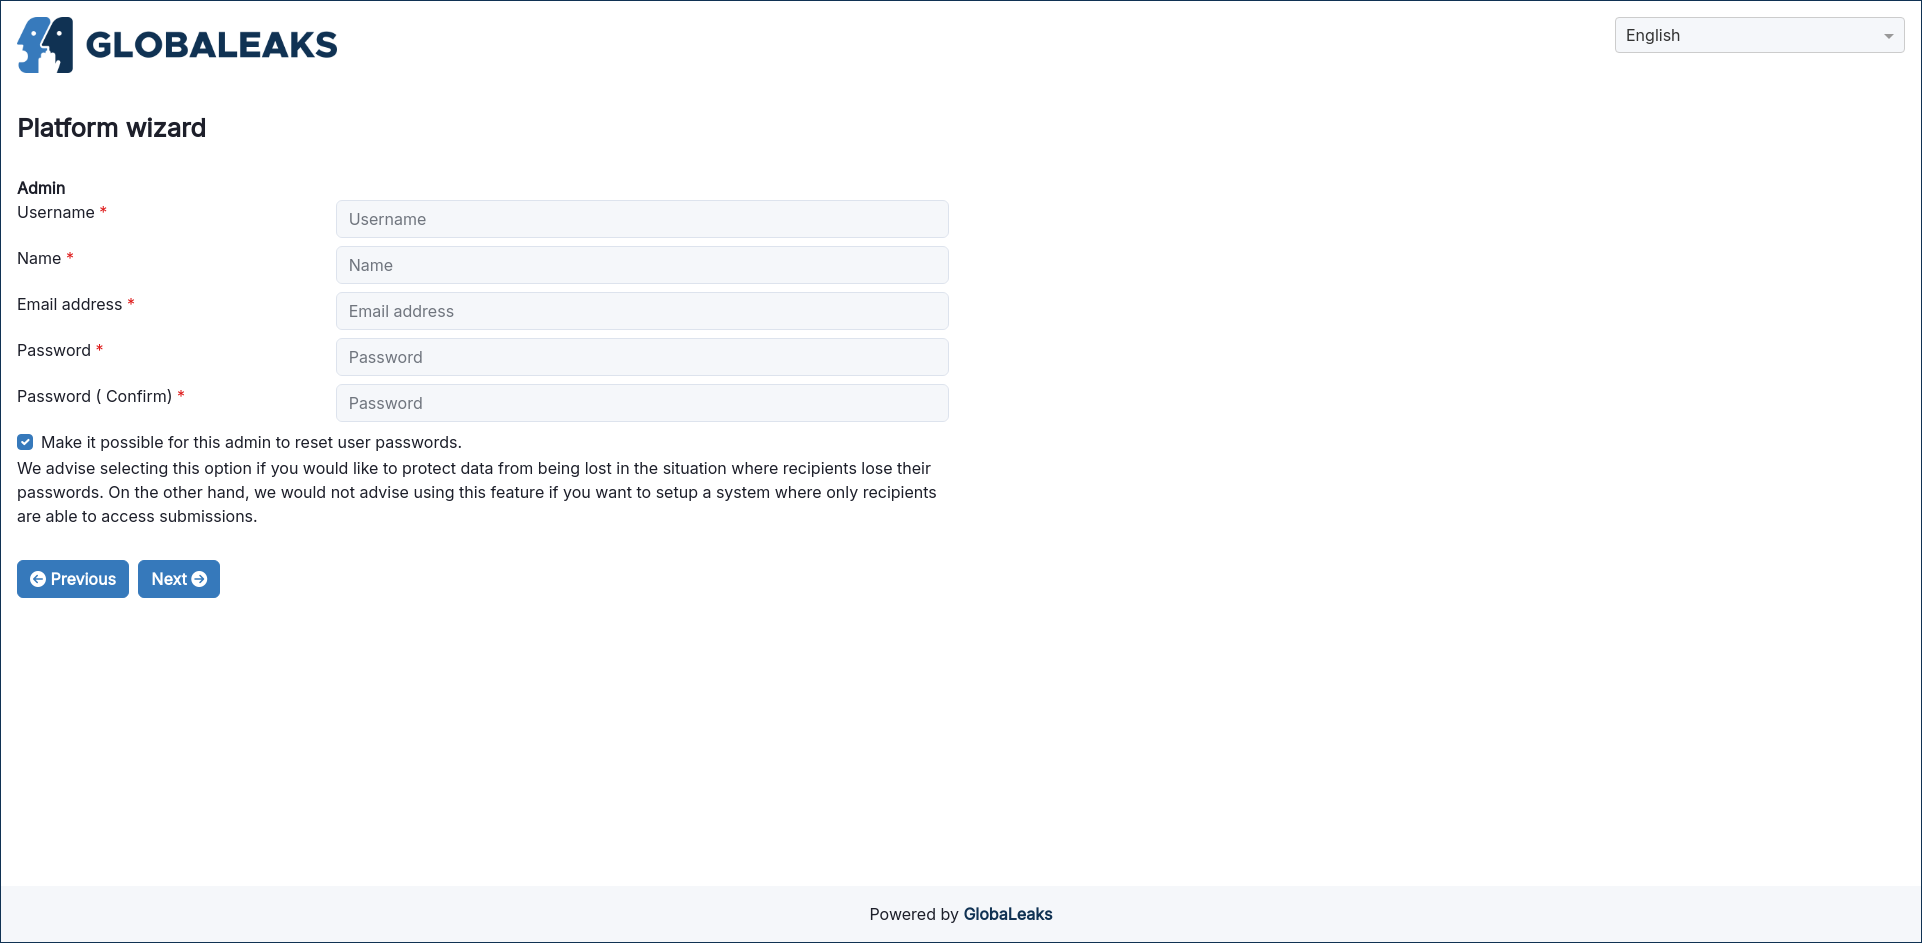 GLOBALEAKS
English
Platform wizard
Admin
Username *
Username
Name *
Name
Email address *
Email address
Password *
Password
Password ( Confirm) *
Password
Make it possible for this admin to reset user passwords.
We advise selecting this option if you would like to protect data from being lost in the situation where recipients lose their
passwords. On the other hand, we would not advise using this feature if you want to setup a system where only recipients
are able to access submissions.
Previous
Next
Powered by GlobaLeaks